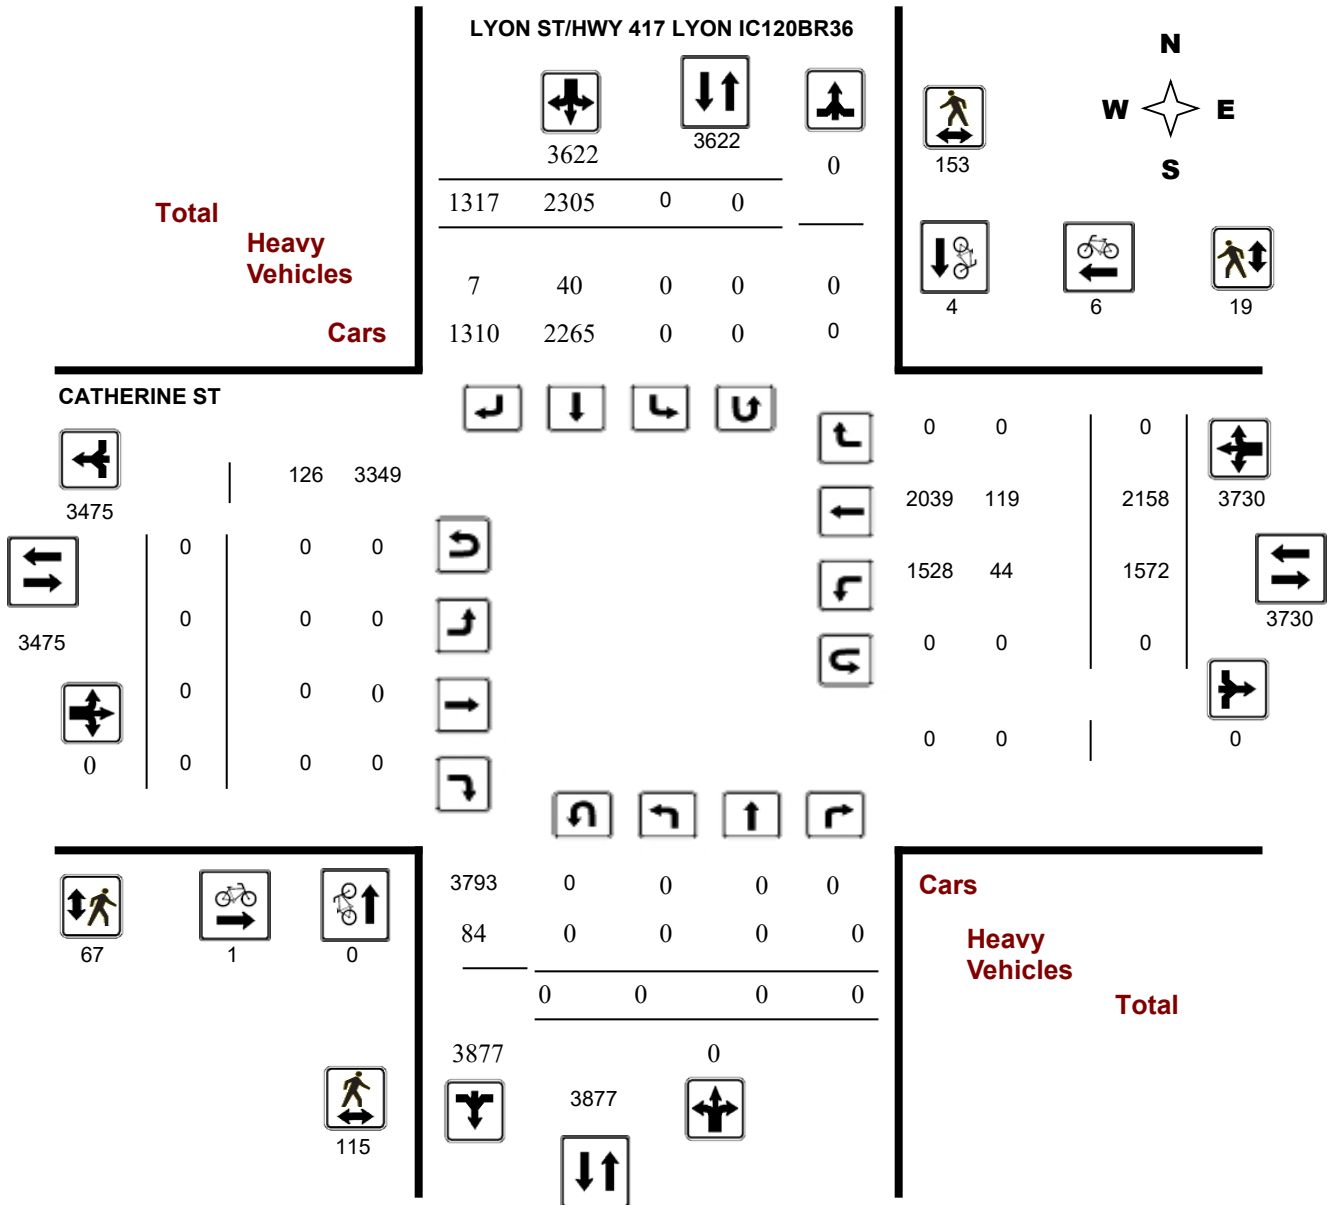 LYON ST/HWY 417 LYON IC120BR36
N
W E
S
3622
3622
0
153
1317 2305 0 0
Total
Heavy
Vehicles
7 40 0 0 0
4 6 19
Cars
1310 2265 0 0 0
CATHERINE ST
0 0 0
126 3349
3475
2039 119 2158 3730
0 0 0
1528 44 1572
3730
0 0 0
3475
0 0 0
0 0 0
0 0 0
0
0 0 0
0
3793 0 0 0 0
Cars
84 0 0 0 0
67 1 0
Heavy
Vehicles
0 0 0 0
Total
3877 0
3877
115